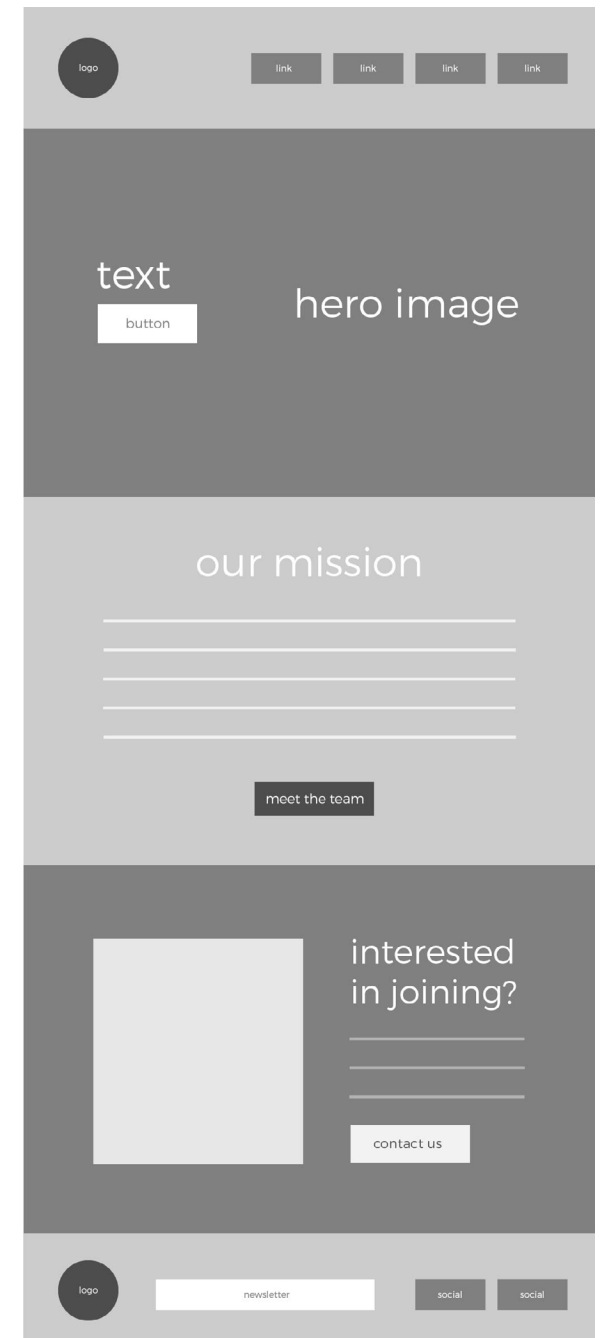 logo
link
link
link
link
text
button
hero image
our mission
meet the team
interested
in joining?
contact us
logo
newsletter
social
social